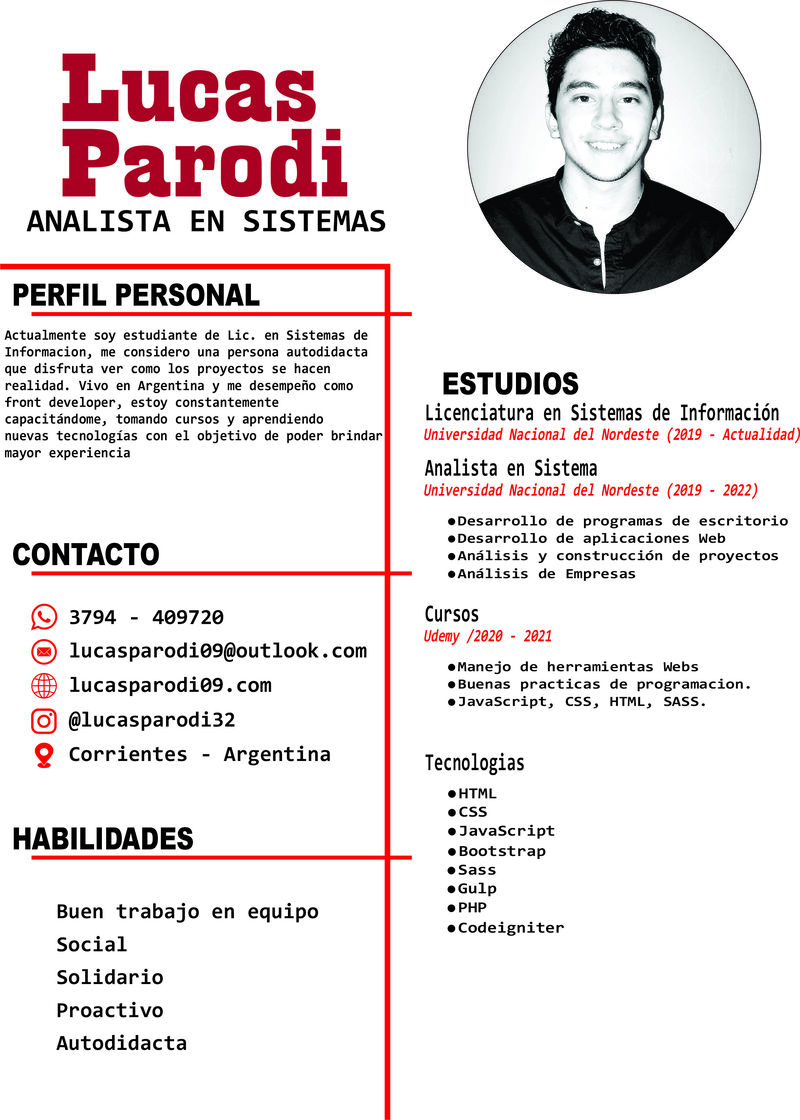 Lucas
Parodi
ANALISTA EN SISTEMAS
PERFIL PERSONAL
Actualmente soy estudiante de Lic. en Sistemas de
Informacion, me considero una persona autodidacta
que disfruta ver como los proyectos se hacen
realidad. Vivo en Argentina y me desempeño como
front developer, estoy constantemente
capacitándome, tomando cursos y aprendiendo
nuevas tecnologías con el objetivo de poder brindar
mayor experiencia
CONTACTO
3794 - 409720
lucasparodi09@outlook.com
lucasparodi09.com
@lucasparodi32
Corrientes - Argentina
HABILIDADES
Buen trabajo en equipo
Social
Solidario
Proactivo
Autodidacta
ESTUDIOS
Licenciatura en Sistemas de Información
Universidad Nacional del Nordeste (2019 - Actualidad)
Analista en Sistema
Universidad Nacional del Nordeste (2019 - 2022)
●Desarrollo de programas de escritorio
●Desarrollo de aplicaciones Web
●Análisis y construcción de proyectos
●Análisis de Empresas
Cursos
Udemy /2020 - 2021
●Manejo de herramientas Webs
●Buenas practicas de programacion.
●JavaScript, CSS, HTML, SASS.
Tecnologias
●HTML
●CSS
●JavaScript
●Bootstrap
●Sass
●Gulp
●PHP
●Codeigniter